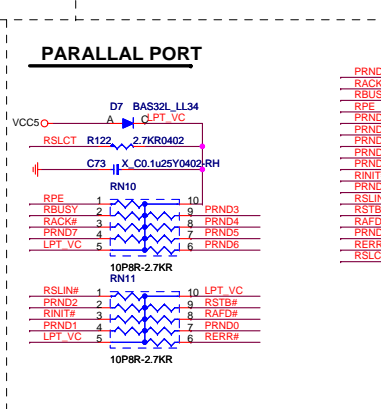 PARALLAL PORT
D7 BAS32L_LL34
VCC5 A C LPT_VC
RSLCT R122 2.7KR0402
C73 X_C0.1u25Y0402-RH
RN10
RPE 1 10
RBUSY 2 9 PRND3
RACK# 3 8 PRND4
PRND7 4 7 PRND5
LPT_VC 5 6 PRND6
10P8R-2.7KR
RN11
RSLIN# 1 10 LPT_VC
PRND2 2 9 RSTB#
RINIT# 3 8 RAFD#
PRND1 4 7 PRND0
LPT_VC 5 6 RERR#
10P8R-2.7KR
PRND
RACK
RBUS
RPE
PRND
PRND
PRND
PRND
PRND
RINIT
PRND
RSLIN
RSTB
RAFD
PRND
RERR
RSLC